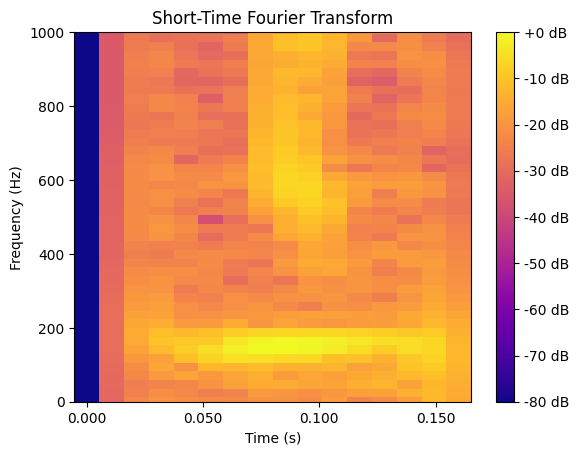 Short-Time Fourier Transform
Frequency (Hz)
1000
800
600
400
200
0
0.000
0.050
0.100
0.150
Time (s)
+0 dB
-10 dB
-20 dB
-30 dB
-40 dB
-50 dB
-60 dB
-70 dB
-80 dB